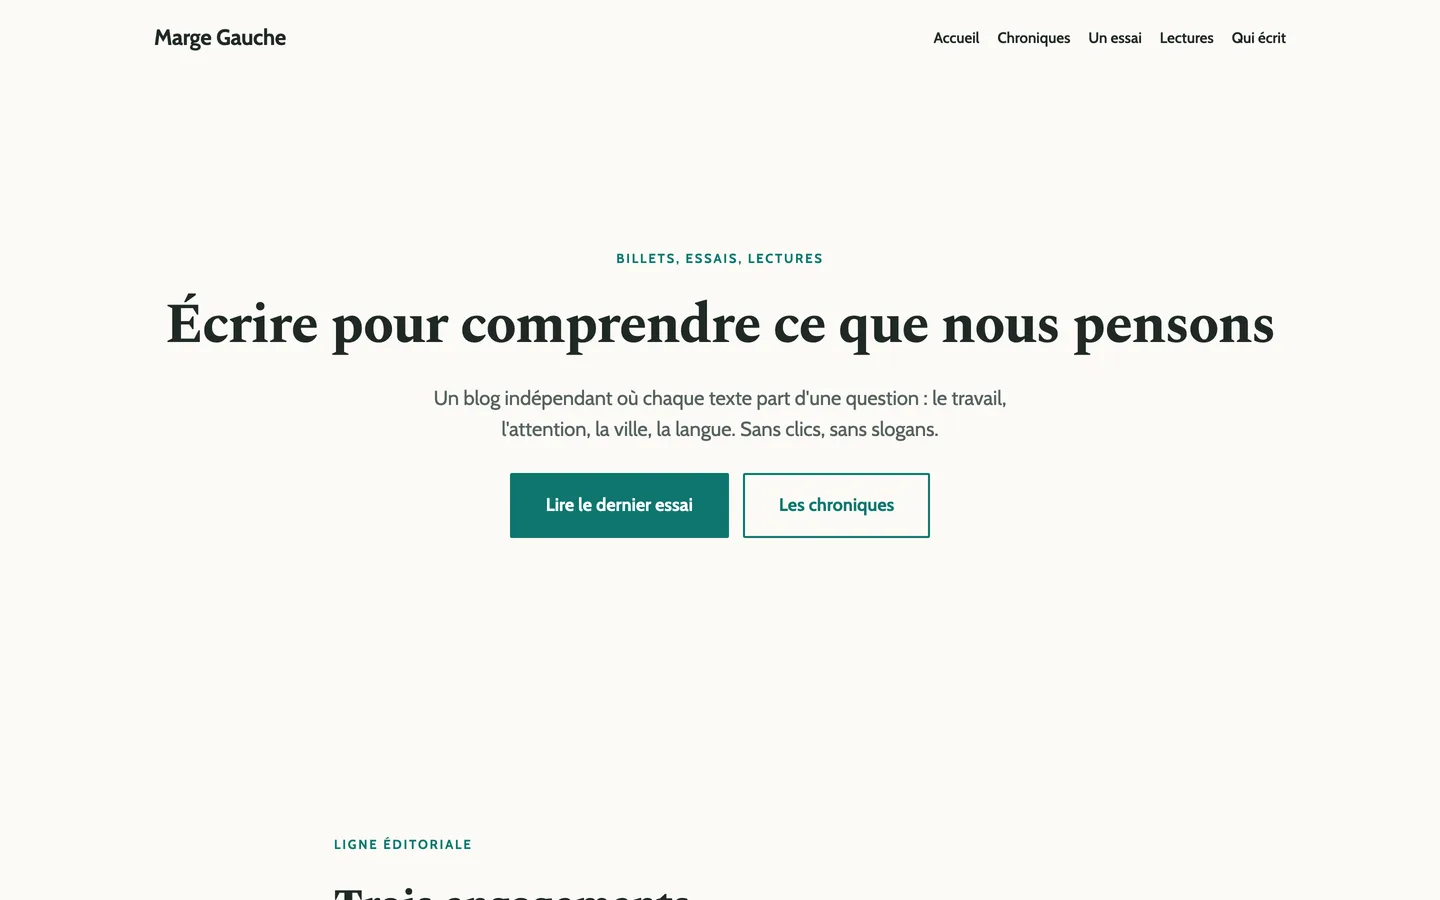 Marge Gauche
Accueil Chroniques Un essai Lectures Qui écrit
BILLETS, ESSAIS, LECTURES
Écrire pour comprendre ce que nous pensons
Un blog indépendant où chaque texte part d'une question : le travail,
l'attention, la ville, la langue. Sans clics, sans slogans.
Lire le dernier essai
Les chroniques
LIGNE ÉDITORIALE
Trois engagements